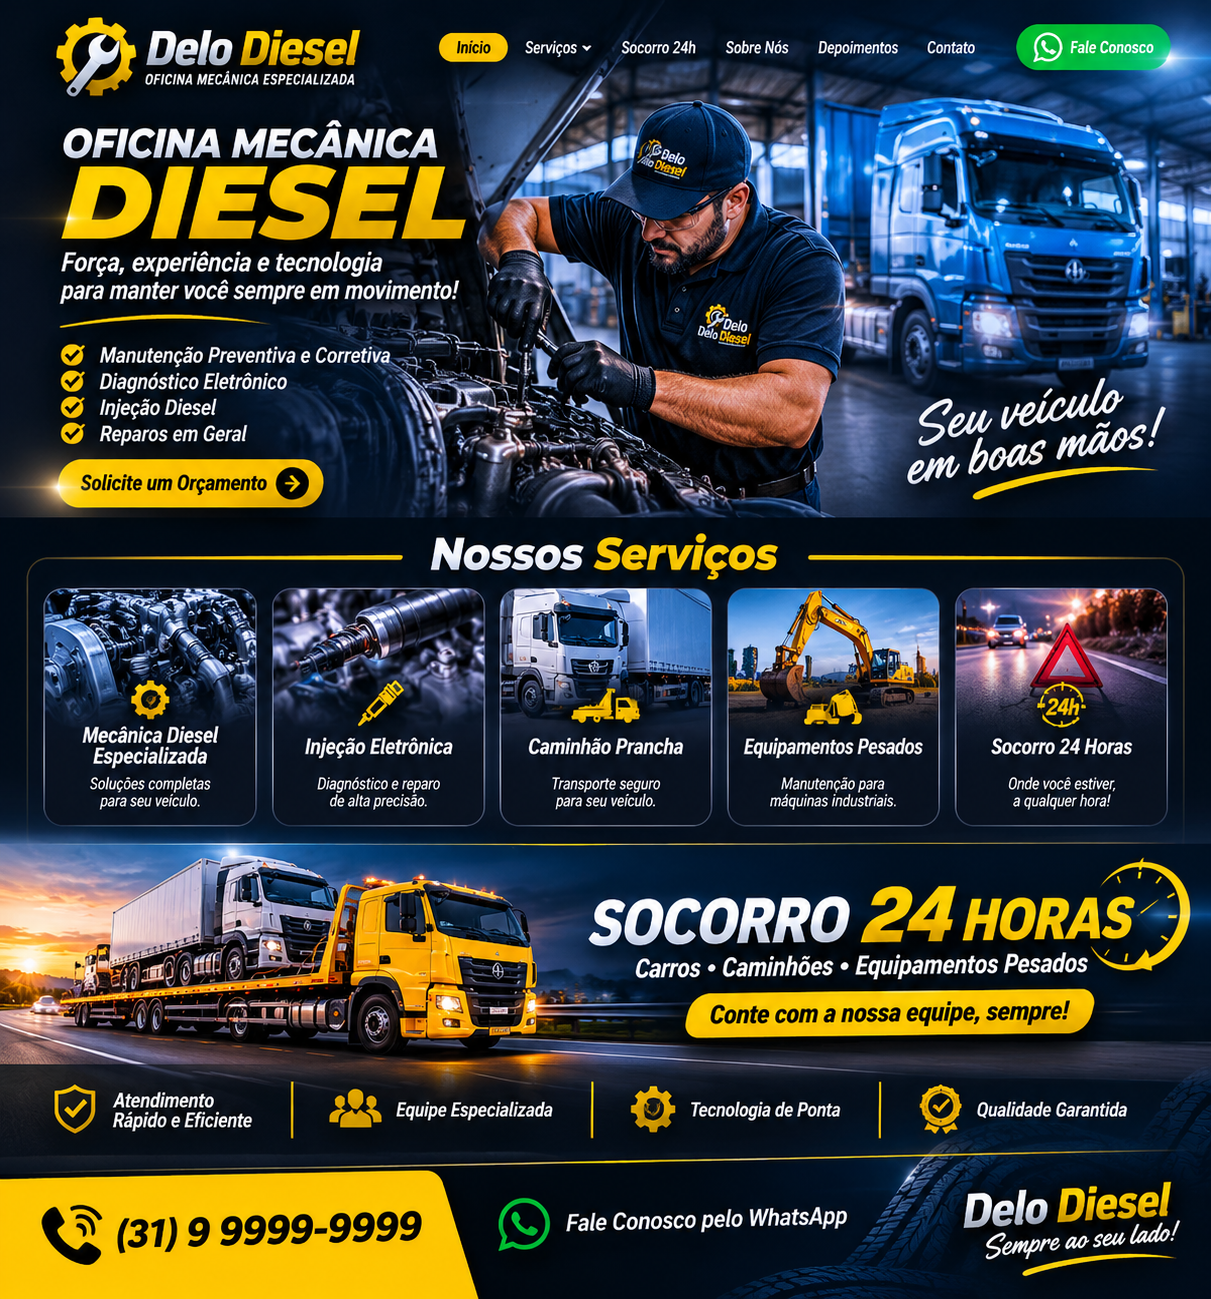 Delo Diesel
OFICINA MECÂNICA ESPECIALIZADA
Início
Serviços
Socorro 24h
Sobre Nós
Depoimentos
Contato
Fale Conosco
OFICINA MECÂNICA
DIESEL
Força, experiência e tecnologia
para manter você sempre em movimento!
Manutenção Preventiva e Corretiva
Diagnóstico Eletrônico
Injeção Diesel
Reparos em Geral
Solicite um Orçamento
Delo
Diesel
Delo
Delo Diesel
Seu veículo
em boas mãos!
Nossos Serviços
Mecânica Diesel
Especializada
Soluções completas
para seu veículo.
Injeção Eletrônica
Diagnóstico e reparo
de alta precisão.
Caminhão Prancha
Transporte seguro
para seu veículo.
Equipamentos Pesados
Manutenção para
máquinas industriais.
24h
Socorro 24 Horas
Onde você estiver,
a qualquer hora!
SOCORRO 24 HORAS
Carros • Caminhões • Equipamentos Pesados
Conte com a nossa equipe, sempre!
Atendimento
Rápido e Eficiente
Equipe Especializada
Tecnologia de Ponta
Qualidade Garantida
(31) 9 9999-9999
Fale Conosco pelo WhatsApp
Delo Diesel
Sempre ao seu lado!